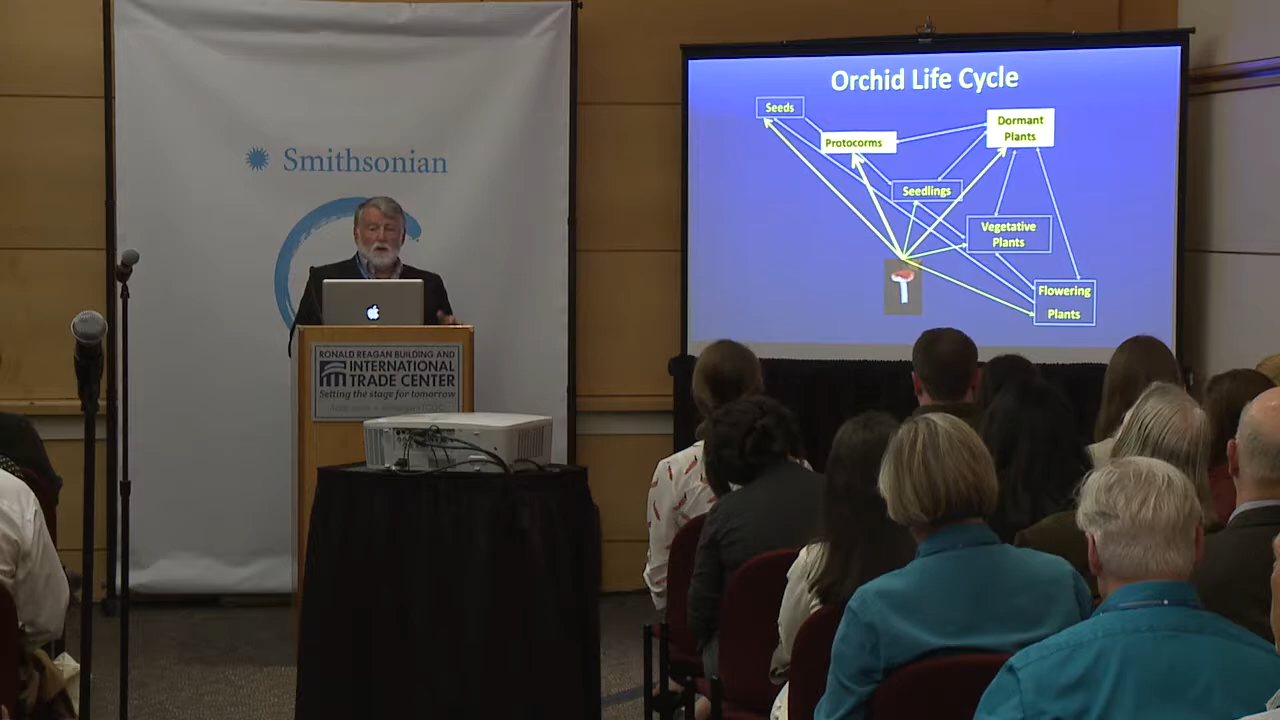 Smithsonian
RONALD REAGAN BUILDING AND
INTERNATIONAL
TRADE CENTER
Setting the stage for tomorrow
Orchid Life Cycle
Seeds
Dormant
Plants
Protocorms
Seedlings
Vegetative
Plants
Flowering
Plants